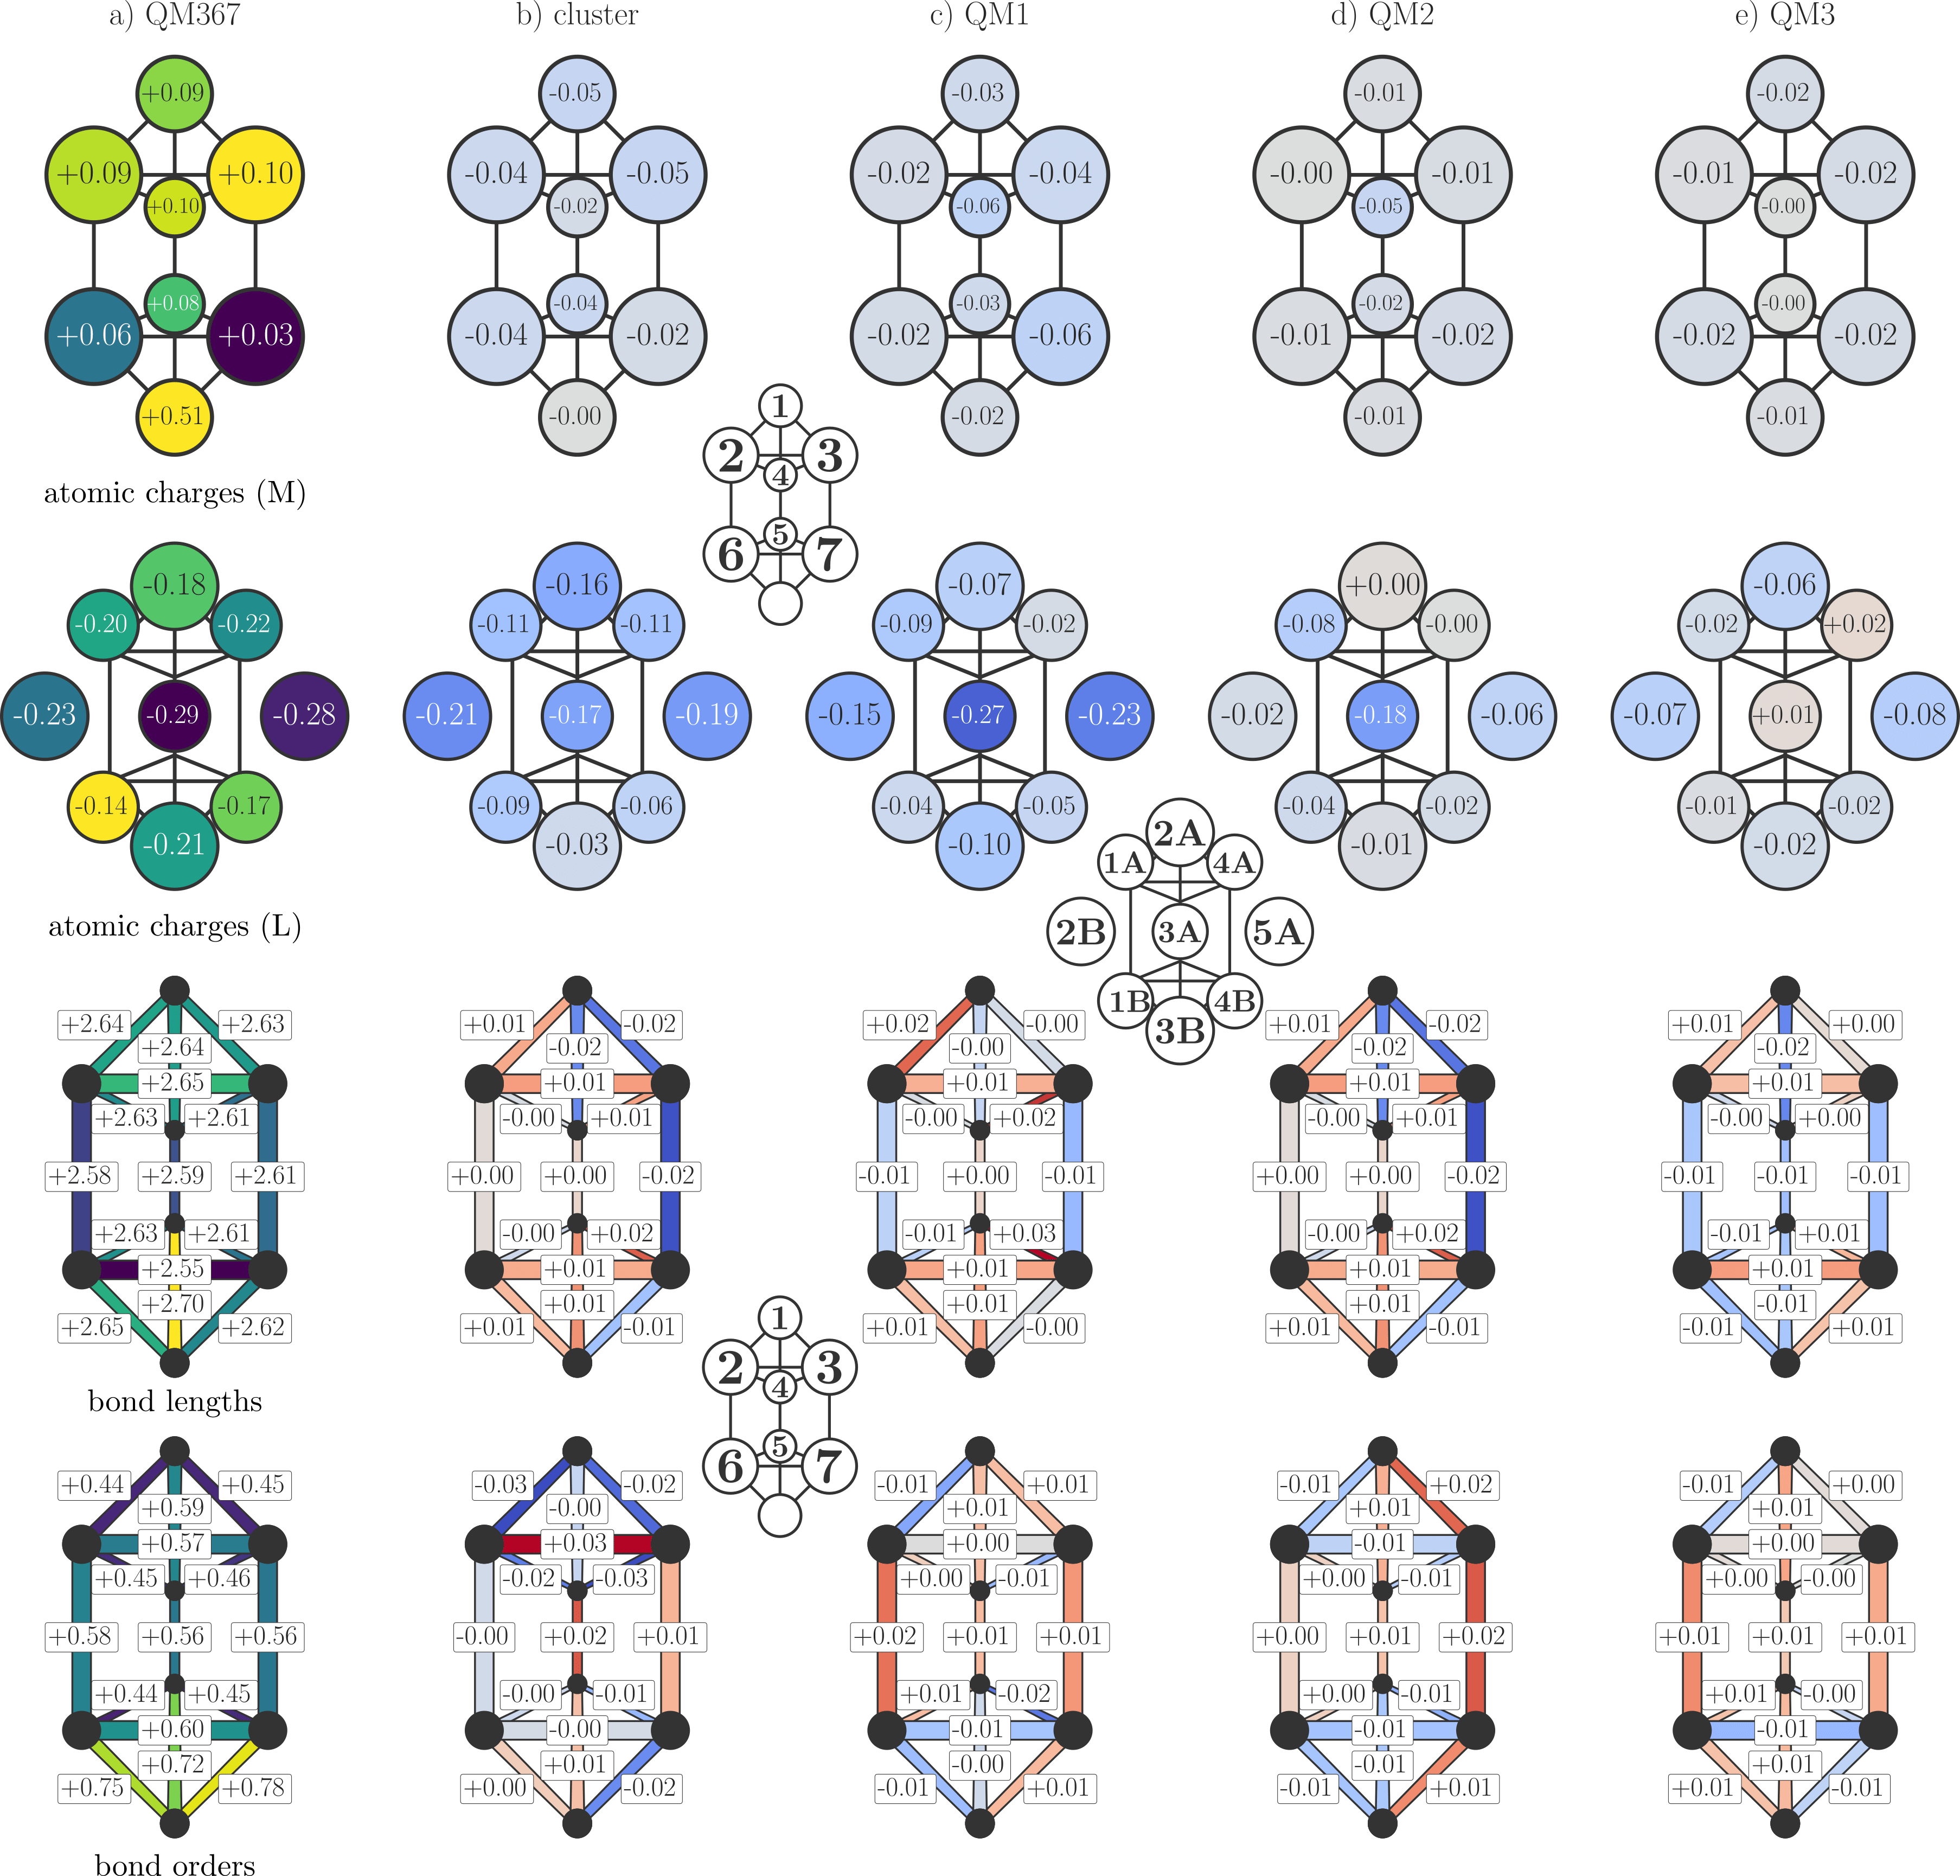 a) QM367 b) cluster c) QM1 d) QM2 e) QM3
+0.09 -0.05 -0.03 -0.01 -0.02
+0.09 +0.10 -0.04 -0.05 -0.02 -0.04 -0.00 -0.01 -0.01 -0.02
+0.10 -0.02 -0.06 -0.05 -0.00
+0.08 -0.04 -0.03 -0.02 -0.00
+0.06 +0.03 -0.04 -0.02 -0.02 -0.06 -0.01 -0.02 -0.02 -0.02
+0.51 -0.00 -0.02 -0.01 -0.01
1
2 3
4
atomic charges (M)
5
6 7
-0.18 -0.16 -0.07 +0.00 -0.06
-0.20 -0.22 -0.11 -0.11 -0.09 -0.02 -0.08 -0.00 -0.02 +0.02
-0.23 -0.29 -0.28 -0.21 -0.17 -0.19 -0.15 -0.27 -0.23 -0.02 -0.18 -0.06 -0.07 +0.01 -0.08
-0.14 -0.17 -0.09 -0.06 -0.04 -0.05 -0.04 -0.02 -0.01 -0.02
-0.21 -0.03 -0.10 -0.01 -0.02
2A
1A 4A
atomic charges (L)
2B 3A 5A
1B 4B
3B
+2.64 +2.63 +0.01 -0.02 +0.02 -0.00 +0.01 -0.02 +0.01 +0.00
+2.64 -0.02 -0.00 -0.02 -0.02
+2.65 +0.01 +0.01 +0.01 +0.01
+2.63 +2.61 -0.00 +0.01 -0.00 +0.02 -0.00 +0.01 -0.00 +0.00
+2.58 +2.59 +2.61 +0.00 +0.00 -0.02 -0.01 +0.00 -0.01 +0.00 +0.00 -0.02 -0.01 -0.01 -0.01
+2.63 +2.61 -0.00 +0.02 -0.01 +0.03 -0.00 +0.02 -0.01 +0.01
+2.55 +0.01 +0.01 +0.01 +0.01
+2.70 +0.01 +0.01 +0.01 -0.01
+2.65 +2.62 +0.01 -0.01 +0.01 -0.00 +0.01 -0.01 -0.01 +0.01
1
2 3
4
bond lengths
5
6 7
+0.44 +0.45 -0.03 -0.02 -0.01 +0.01 -0.01 +0.02 -0.01 +0.00
+0.59 -0.00 +0.01 +0.01 +0.01
+0.57 +0.03 +0.00 -0.01 +0.00
+0.45 +0.46 -0.02 -0.03 +0.00 -0.01 +0.00 -0.01 +0.00 -0.00
+0.58 +0.56 +0.56 -0.00 +0.02 +0.01 +0.02 +0.01 +0.01 +0.00 +0.01 +0.02 +0.01 +0.01 +0.01
+0.44 +0.45 -0.00 -0.01 +0.01 -0.02 +0.00 -0.01 +0.01 -0.00
+0.60 -0.00 -0.01 -0.01 -0.01
+0.72 +0.01 -0.00 -0.01 +0.01
+0.75 +0.78 +0.00 -0.02 -0.01 +0.01 -0.01 +0.01 +0.01 -0.01
bond orders